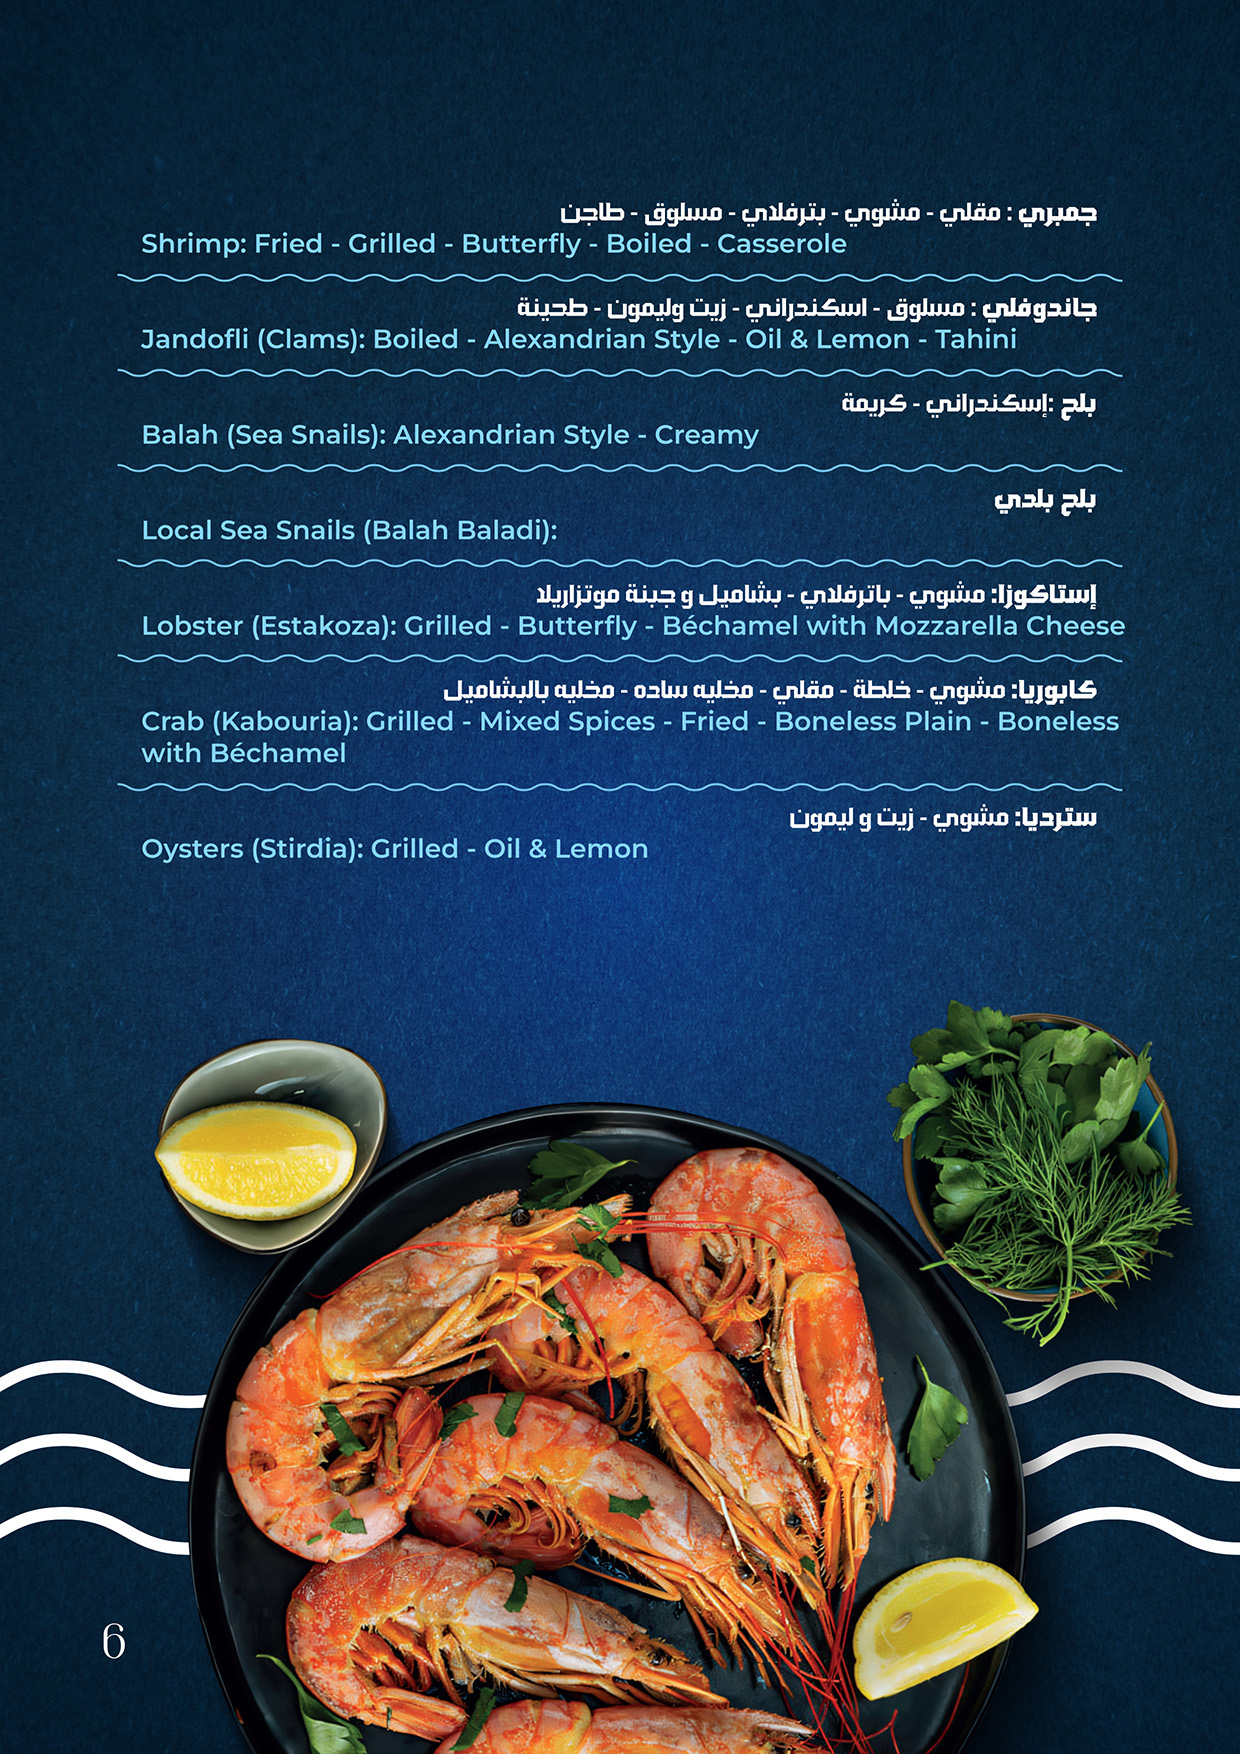 جمبري : مقلي - مشوي - بترفلاي - مسلوق - طاجن
Shrimp: Fried - Grilled - Butterfly - Boiled - Casserole
جاندوفلي : مسلوق - اسكندراني - زيت وليمون - طحينة
Jandofli (Clams): Boiled - Alexandrian Style - Oil & Lemon - Tahini
بلح :إسكندراني - كريمة
Balah (Sea Snails): Alexandrian Style - Creamy
بلح بلدي
Local Sea Snails (Balah Baladi):
إستاكوزا: مشوي - باترفلاي - بشاميل و جبنة موتزاريلا
Lobster (Estakoza): Grilled - Butterfly - Béchamel with Mozzarella Cheese
كابوريا: مشوي - خلطة - مقلي - مخليه ساده - مخليه بالبشاميل
Crab (Kabouria): Grilled - Mixed Spices - Fried - Boneless Plain - Boneless
with Béchamel
سترديا: مشوي - زيت و ليمون
Oysters (Stirdia): Grilled - Oil & Lemon
6